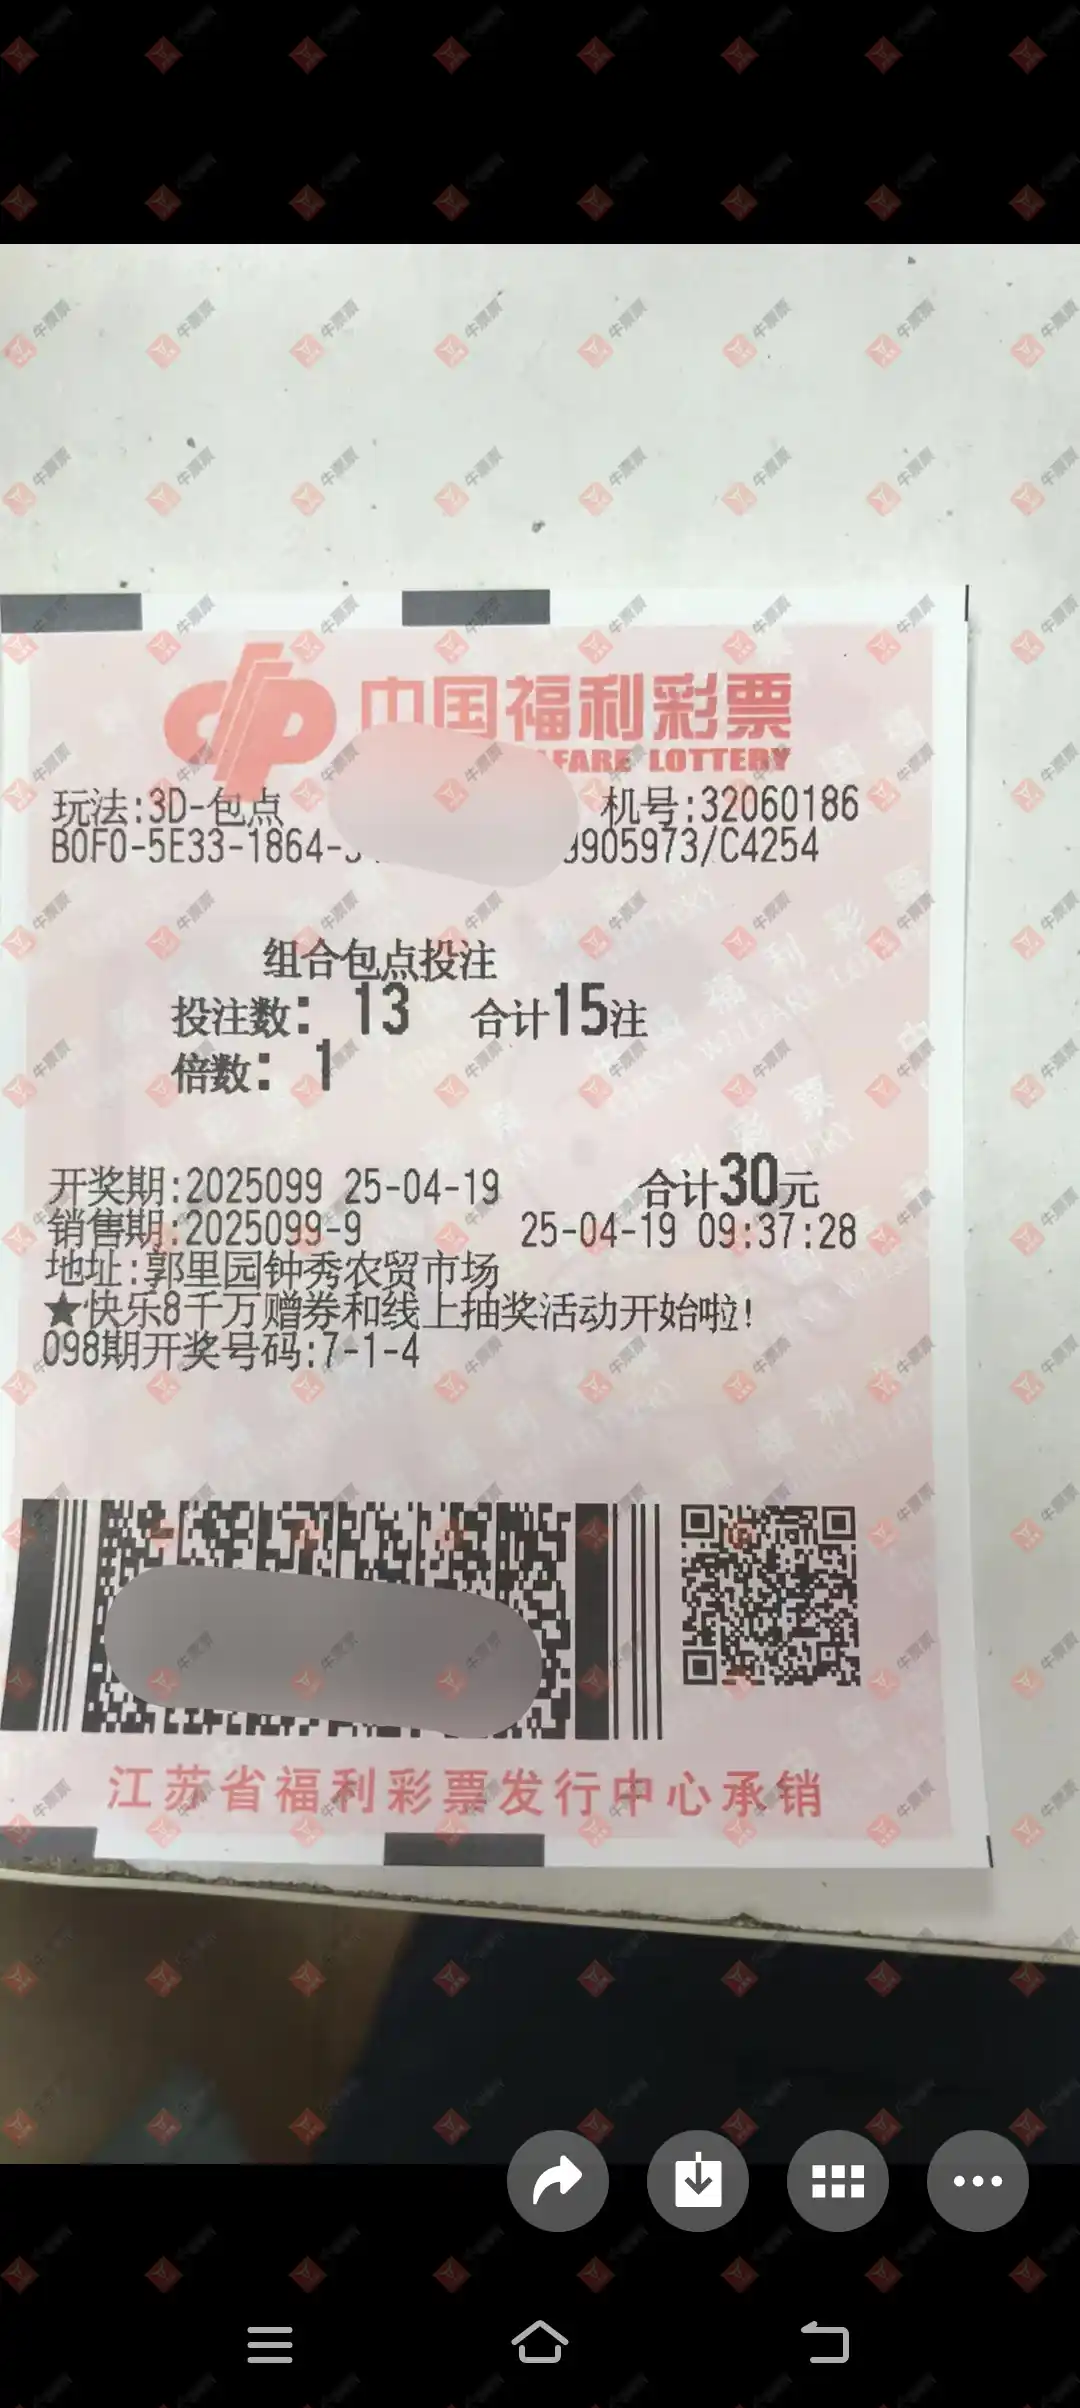 中国福利彩票
FARE LOTTERY
玩法:3D-包点 机号:32060186
B0F0-5E33-1864- 9905973/C4254
组合包点投注
投注数: 13 合计15注
倍数: 1
开奖期:2025099 25-04-19 合计30元
销售期:2025099-9 25-04-19 09:37:28
地址:郭里园钟秀农贸市场
★快乐8千万赠券和线上抽奖活动开始啦!
098期开奖号码:7-1-4
江苏省福利彩票发行中心承销
牛票票